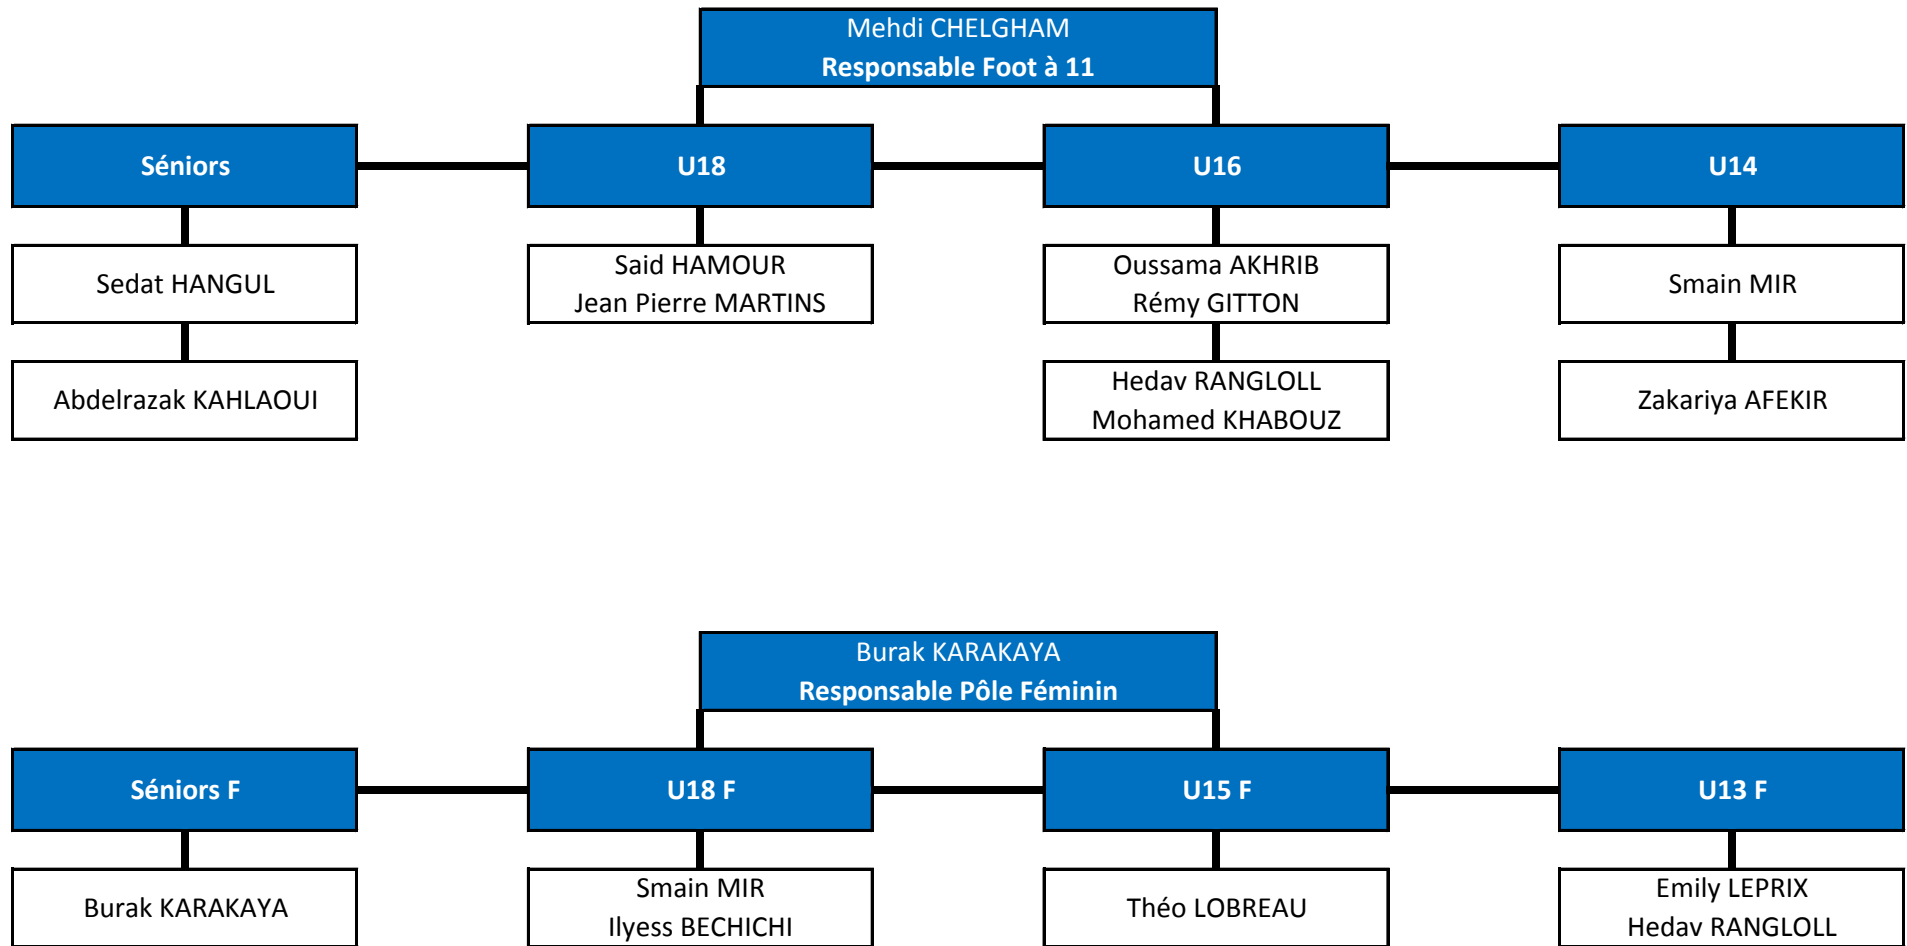 Mehdi CHELGHAM
Responsable Foot à 11
Séniors
U18
U16
U14
Sedat HANGUL
Said HAMOUR
Jean Pierre MARTINS
Oussama AKHRIB
Rémy GITTON
Smain MIR
Abdelrazak KAHLAOUI
Hedav RANGLOLL
Mohamed KHABOUZ
Zakariya AFEKIR
Burak KARAKAYA
Responsable Pôle Féminin
Séniors F
U18 F
U15 F
U13 F
Burak KARAKAYA
Smain MIR
Ilyess BECHICHI
Théo LOBREAU
Emily LEPRIX
Hedav RANGLOLL